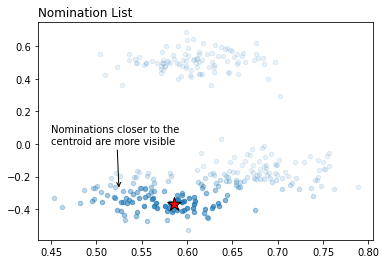 Nomination List
0.6
0.4
0.2
0.0
−0.2
−0.4
Nominations closer to the
centroid are more visible
0.45 0.50 0.55 0.60 0.65 0.70 0.75 0.80